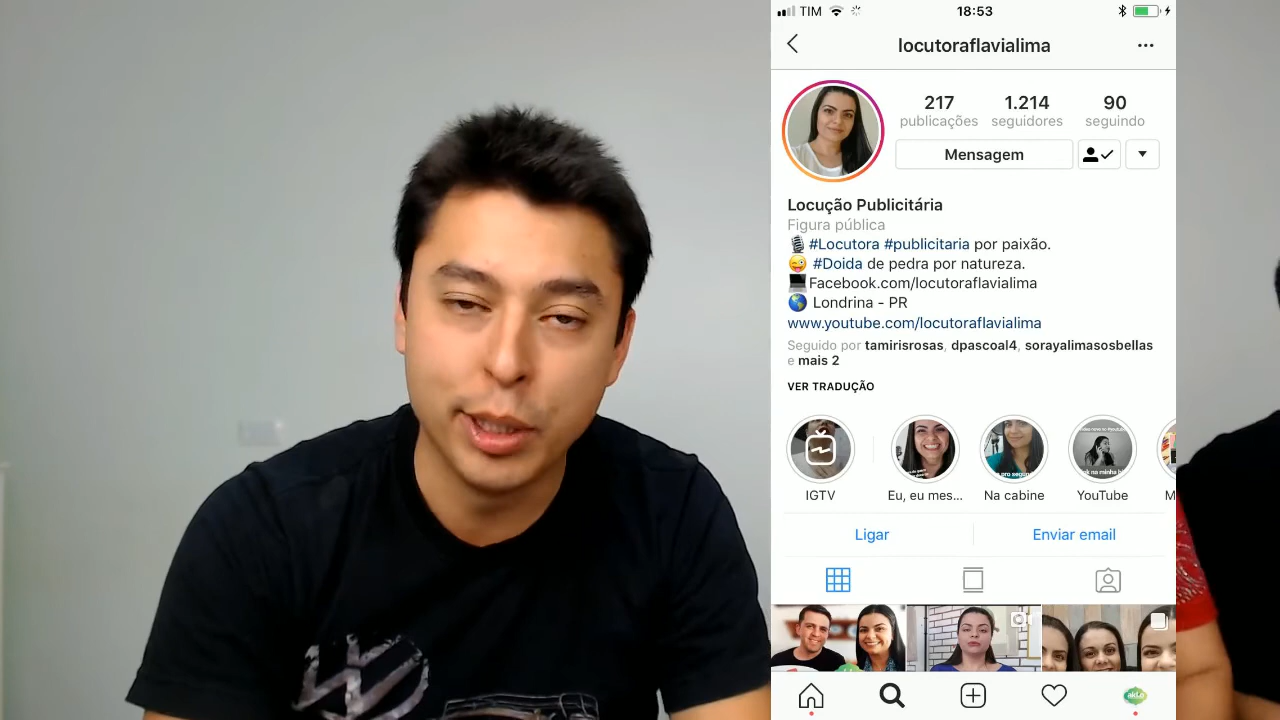 TIM
18:53
locutoraflavialima
217
1.214
90
publicações
seguidores
seguindo
Mensagem
Locução Publicitária
Figura pública
#Locutora #publicitaria por paixão.
#Doida de pedra por natureza.
Facebook.com/locutoraflavialima
Londrina - PR
www.youtube.com/locutoraflavialima
Seguido por tamirisrosas, dpascoal4, sorayalimasosbellas
e mais 2
VER TRADUÇÃO
IGTV
Eu, eu mes...
Na cabine
YouTube
M
Ligar
Enviar email